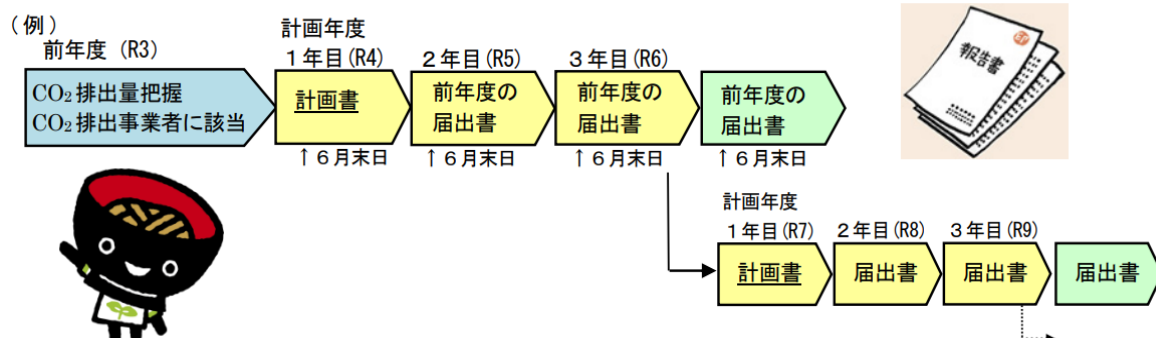 （例）
前年度（R3）
CO₂排出量把握
CO₂排出事業者に該当
計画年度
１年目(R4)
計画書
↑６月末日
２年目(R5)
前年度の
届出書
↑６月末日
３年目(R6)
前年度の
届出書
↑６月末日
前年度の
届出書
↑６月末日
報告書
計画年度
１年目(R7)
計画書
２年目(R8)
届出書
３年目(R9)
届出書
届出書